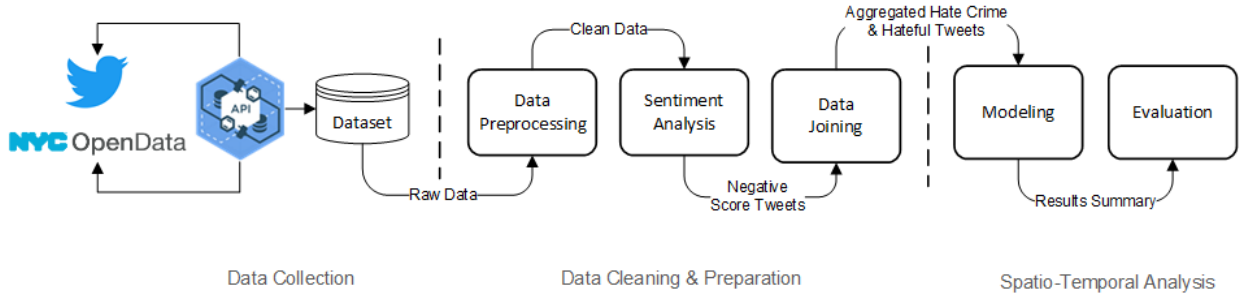 NYC OpenData
API
Dataset
Raw Data
Data
Preprocessing
Clean Data
Sentiment
Analysis
Negative
Score Tweets
Data
Joining
Aggregated Hate Crime
& Hateful Tweets
Modeling
Results Summary
Evaluation
Data Collection
Data Cleaning & Preparation
Spatio-Temporal Analysis